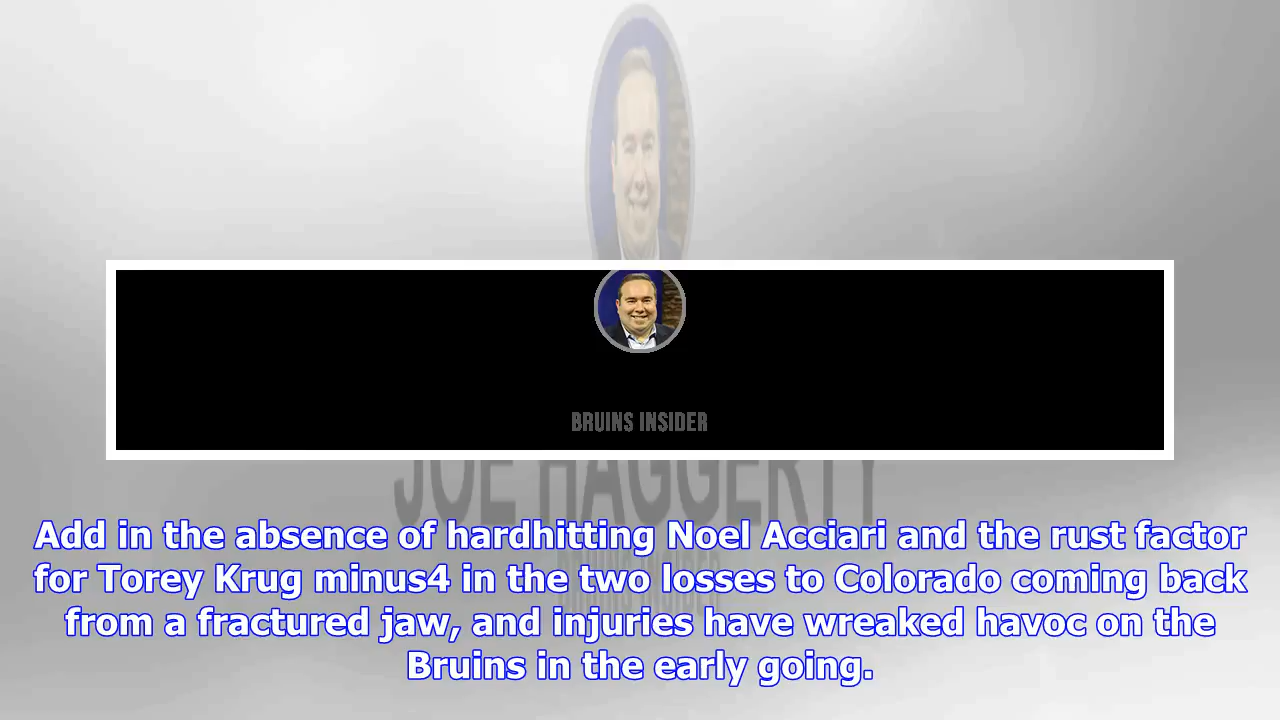 BRUINS INSIDER
JOE HAGGERTY
Add in the absence of hardhitting Noel Acciari and the rust factor
for Torey Krug minus4 in the two losses to Colorado coming back
from a fractured jaw, and injuries have wreaked havoc on the
Bruins in the early going.